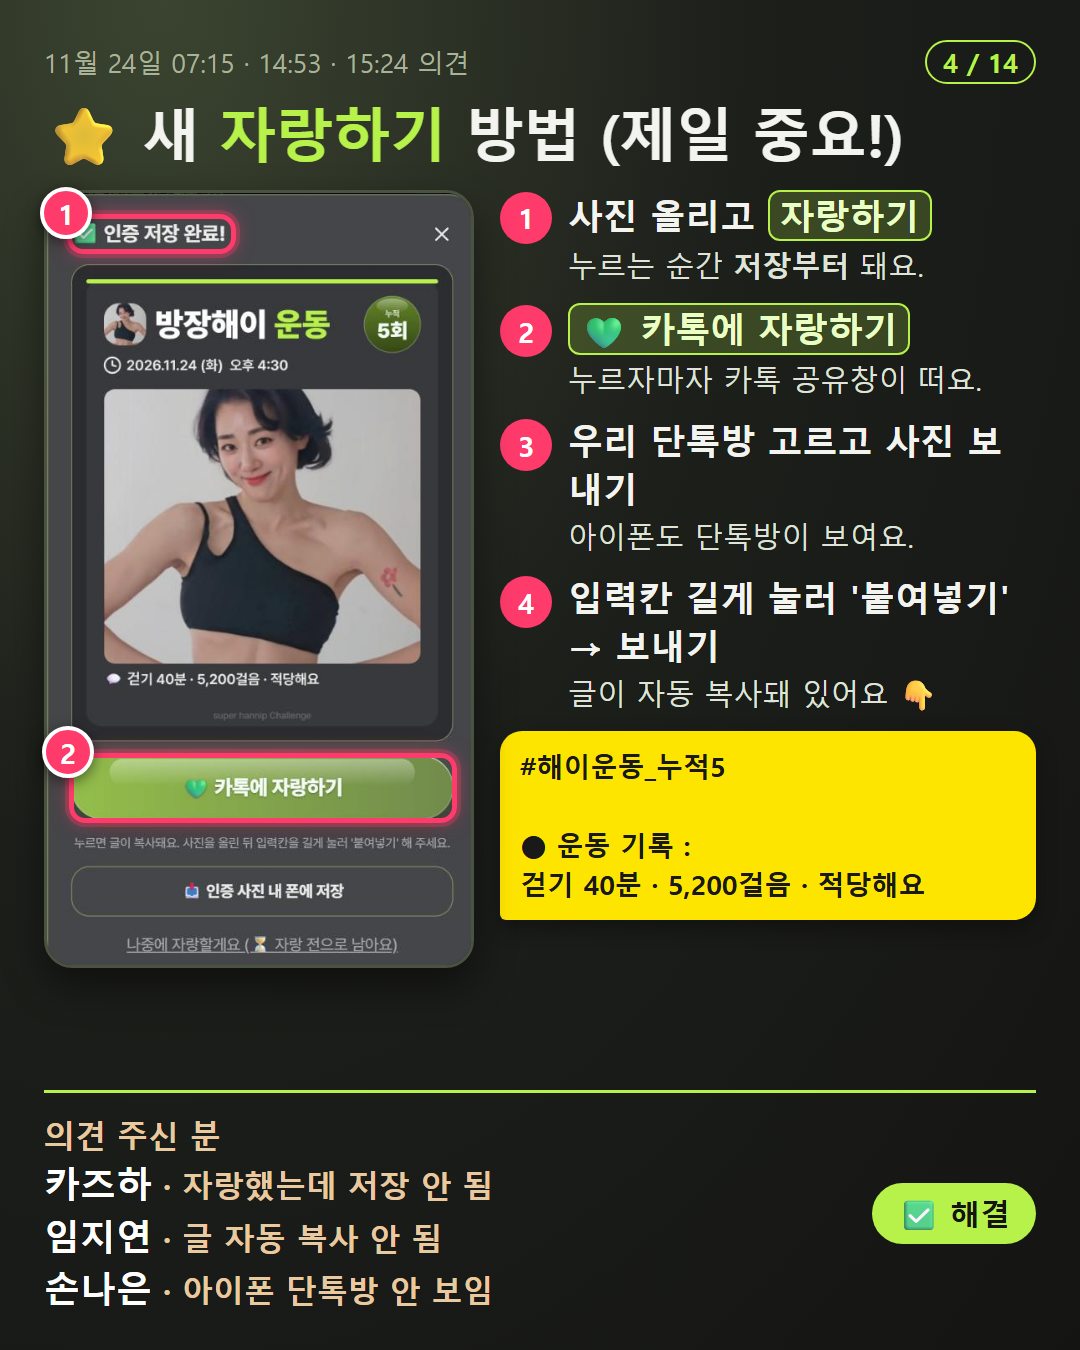 11월 24일 07:15 · 14:53 · 15:24 의견
4 / 14
⭐ 새 자랑하기 방법 (제일 중요!)
1
✅ 인증 저장 완료!
×
방장해이 운동
누적
5회
2026.11.24 (화) 오후 4:30
💬 걷기 40분 · 5,200걸음 · 적당해요
super hannip Challenge
2
💚 카톡에 자랑하기
누르면 글이 복사돼요. 사진을 올린 뒤 입력칸을 길게 눌러 '붙여넣기' 해 주세요.
📥 인증 사진 내 폰에 저장
나중에 자랑할게요 (⏳ 자랑 전으로 남아요)
1 사진 올리고 자랑하기
누르는 순간 저장부터 돼요.
2 💚 카톡에 자랑하기
누르자마자 카톡 공유창이 떠요.
3 우리 단톡방 고르고 사진 보
내기
아이폰도 단톡방이 보여요.
4 입력칸 길게 눌러 '붙여넣기'
→ 보내기
글이 자동 복사돼 있어요 👇
#해이운동_누적5
● 운동 기록 :
걷기 40분 · 5,200걸음 · 적당해요
의견 주신 분
카즈하 · 자랑했는데 저장 안 됨
임지연 · 글 자동 복사 안 됨
손나은 · 아이폰 단톡방 안 보임
✅ 해결